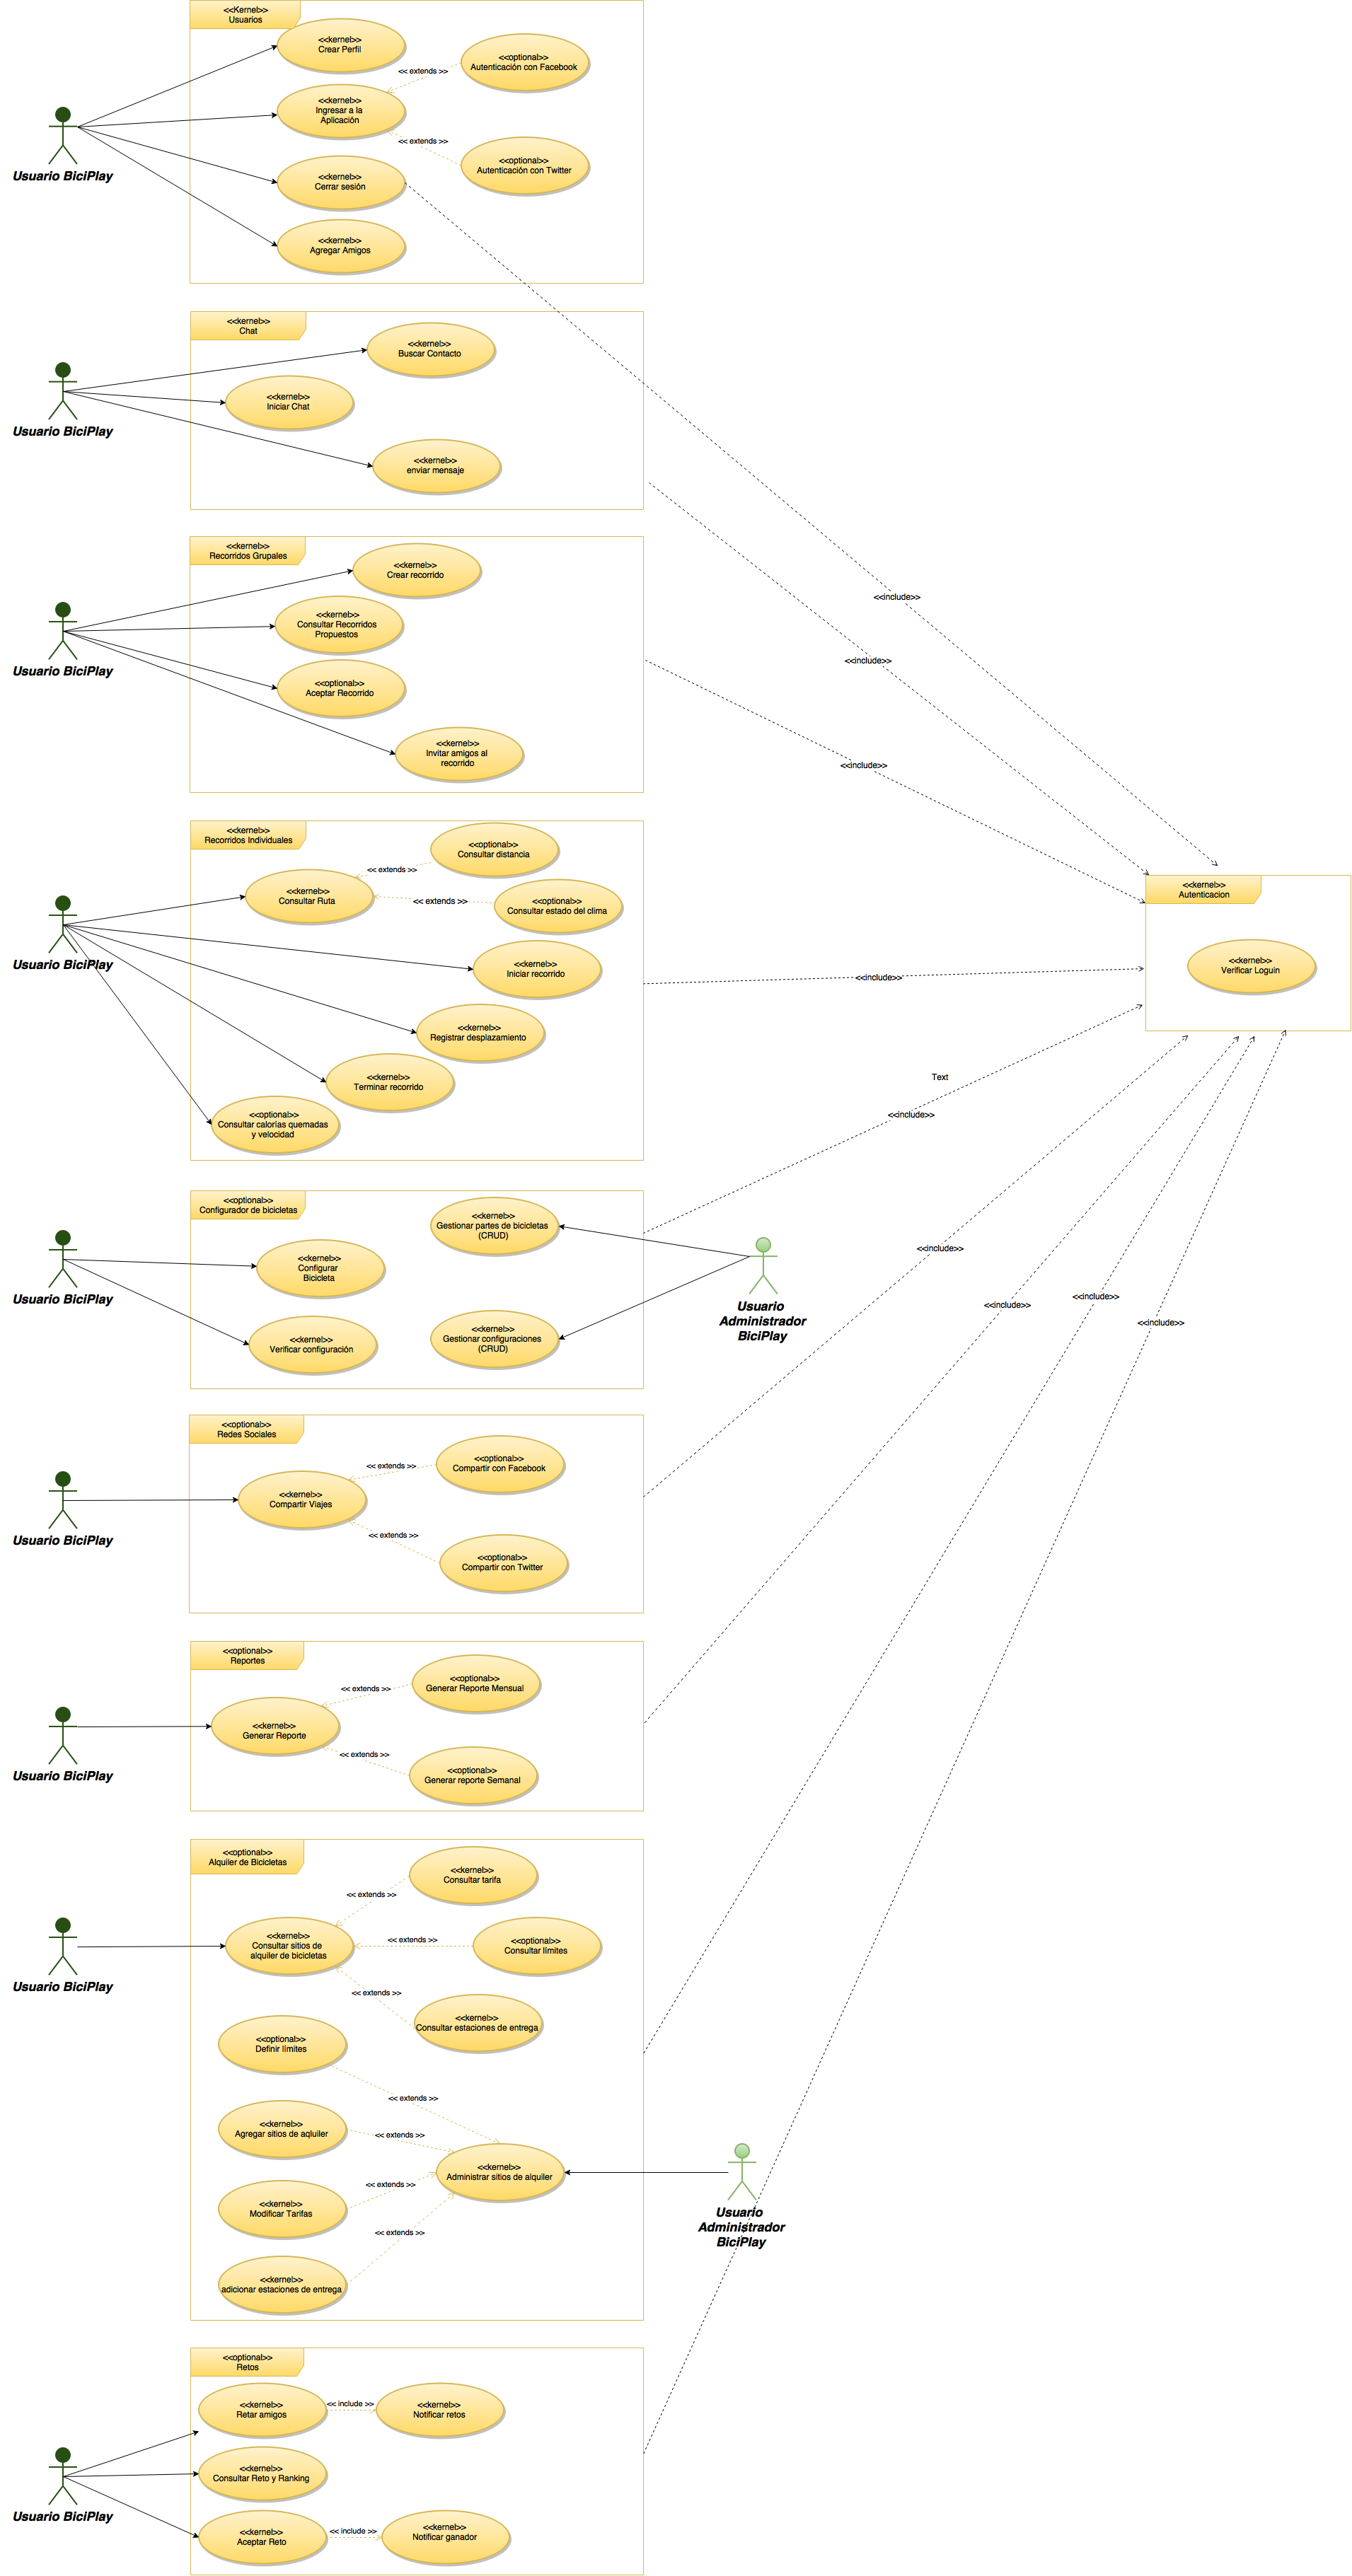 <<Kernel>>
Usuarios
<<kernel>>
Crear Perfil
<<optional>>
Autenticación con Facebook
<< extends >>
<<kernel>>
Ingresar a la
Aplicación
<< extends >>
<<optional>>
Autenticación con Twitter
<<kernel>>
Cerrar sesión
Usuario BiciPlay
<<kernel>>
Agregar Amigos
<<kernel>>
Chat
<<kernel>>
Buscar Contacto
<<kernel>>
Iniciar Chat
Usuario BiciPlay
<<kernel>>
enviar mensaje
<<kernel>>
Recorridos Grupales
<<kernel>>
Crear recorrido
<<kernel>>
Consultar Recorridos
Propuestos
Usuario BiciPlay
<<optional>>
Aceptar Recorrido
<<kernel>>
Invitar amigos al
recorrido
<<include>>
<<include>>
<<include>>
<<kernel>>
Recorridos Individuales
<<optional>>
Consultar distancia
<< extends >>
<<kernel>>
Consultar Ruta
<< extends >>
<<optional>>
Consultar estado del clima
<<kernel>>
Autenticacion
<<kernel>>
Verificar Loguin
Usuario BiciPlay
<<kernel>>
Iniciar recorrido
<<include>>
<<kernel>>
Registrar desplazamiento
<<kernel>>
Terminar recorrido
Text
<<optional>>
Consultar calorías quemadas
y velocidad
<<include>>
<<optional>>
Configurador de bicicletas
<<kernel>>
Gestionar partes de bicicletas
(CRUD)
<<kernel>>
Configurar
Bicicleta
<<include>>
Usuario BiciPlay
<<kernel>>
Verificar configuración
<<kernel>>
Gestionar configuraciones
(CRUD)
Usuario
Administrador
BiciPlay
<<include>>
<<include>>
<<include>>
<<optional>>
Redes Sociales
<< extends >>
<<optional>>
Compartir con Facebook
<<kernel>>
Compartir Viajes
Usuario BiciPlay
<< extends >>
<<optional>>
Compartir con Twitter
<<optional>>
Reportes
<< extends >>
<<optional>>
Generar Reporte Mensual
<<kernel>>
Generar Reporte
<< extends >>
<<optional>>
Generar reporte Semanal
Usuario BiciPlay
<<optional>>
Alquiler de Bicicletas
<<kernel>>
Consultar tarifa
<< extends >>
<<kernel>>
Consultar sitios de
alquiler de bicicletas
<< extends >>
<<optional>>
Consultar límites
Usuario BiciPlay
<< extends >>
<<kernel>>
Consultar estaciones de entrega
<<optional>>
Definir límites
<< extends >>
<<kernel>>
Agregar sitios de aqluiler
<< extends >>
<<kernel>>
Administrar sitios de alquiler
<< extends >>
<<kernel>>
Modificar Tarifas
<< extends >>
Usuario
Administrador
BiciPlay
<<kernel>>
adicionar estaciones de entrega
<<include>>
<<optional>>
Retos
<<kernel>>
Retar amigos
<< include >>
<<kernel>>
Notificar retos
<<kernel>>
Consultar Reto y Ranking
Usuario BiciPlay
<<kernel>>
Aceptar Reto
<< include >>
<<kernel>>
Notificar ganador